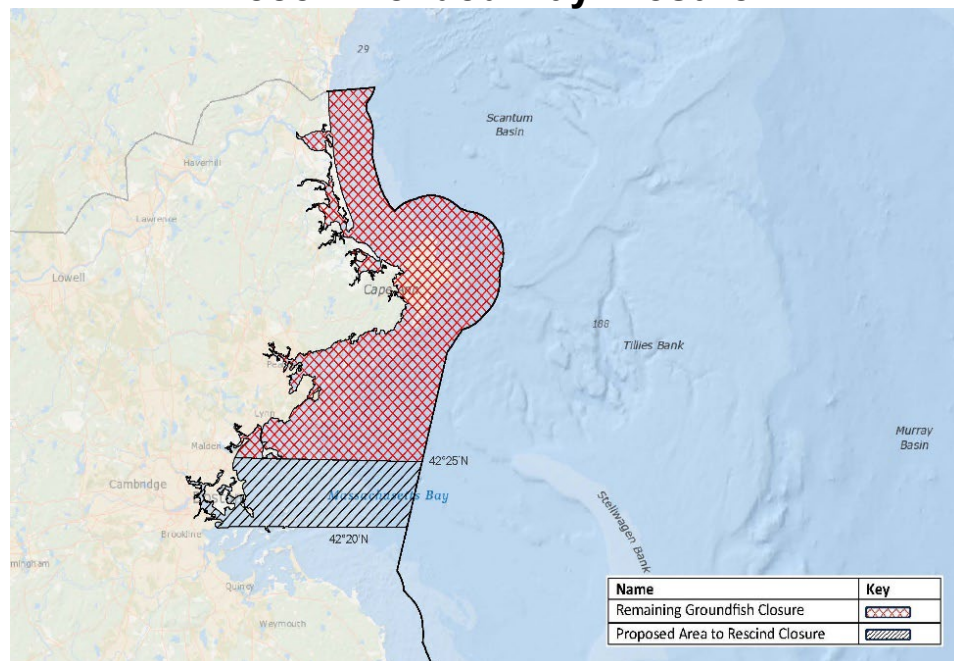 29
Scantum
Basin
Haverhill
Lawrence
Lowell
Cape Ann
188
Tillies Bank
Lynn
Malden
42°25'N
Murray
Basin
Cambridge
Massachusetts Bay
Stellwagen Bank
Brookline
42°20'N
Quincy
Weymouth
Name
Key
Remaining Groundfish Closure
Proposed Area to Rescind Closure